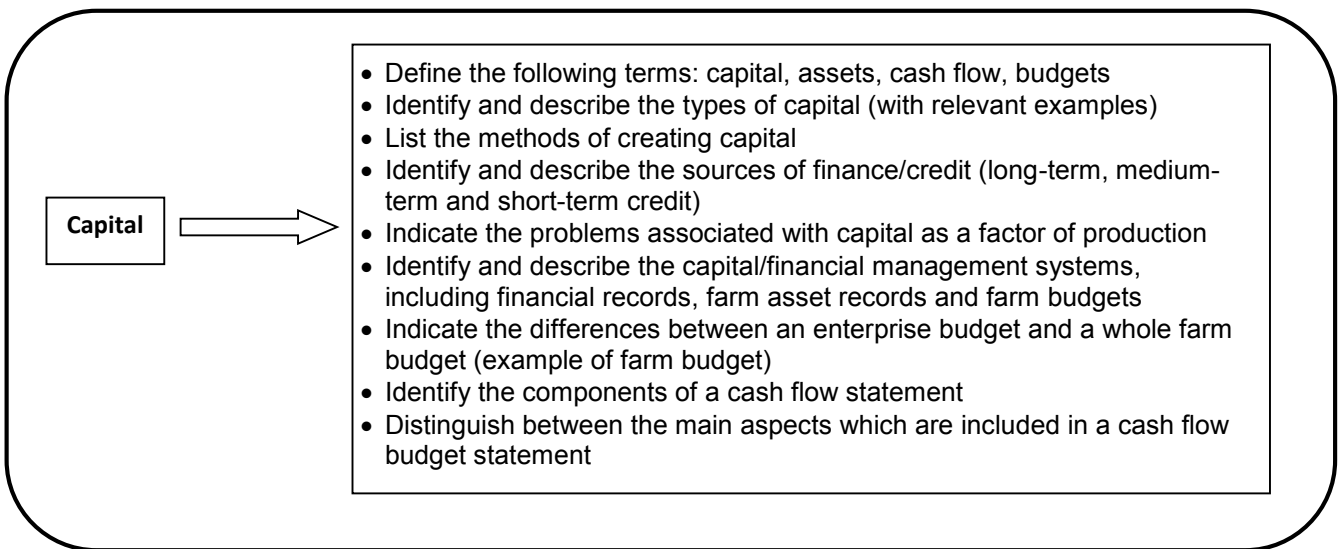 Capital
• Define the following terms: capital, assets, cash flow, budgets
• Identify and describe the types of capital (with relevant examples)
• List the methods of creating capital
• Identify and describe the sources of finance/credit (long-term, medium-
term and short-term credit)
• Indicate the problems associated with capital as a factor of production
• Identify and describe the capital/financial management systems,
including financial records, farm asset records and farm budgets
• Indicate the differences between an enterprise budget and a whole farm
budget (example of farm budget)
• Identify the components of a cash flow statement
• Distinguish between the main aspects which are included in a cash flow
budget statement